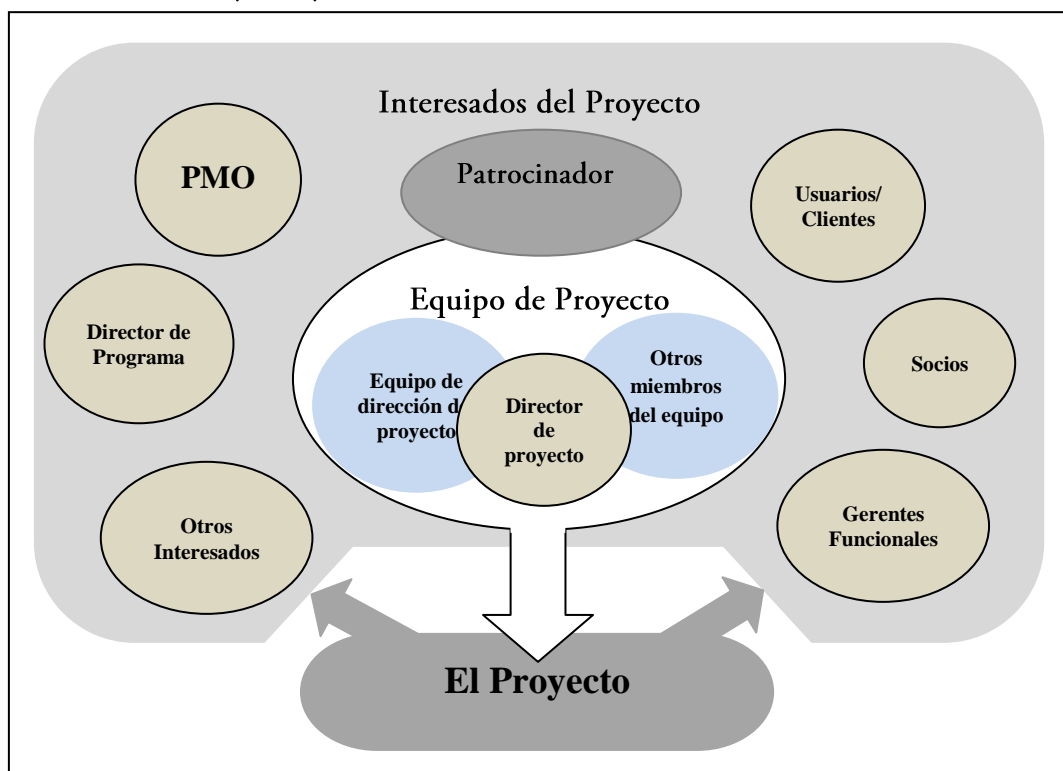 Interesados del Proyecto
PMO
Patrocinador
Usuarios/
Clientes
Director de
Programa
Equipo de Proyecto
Equipo de
dirección d
proyecto
Director
de
proyecto
Otros
miembros
del equipo
Socios
Otros
Interesados
Gerentes
Funcionales
El Proyecto